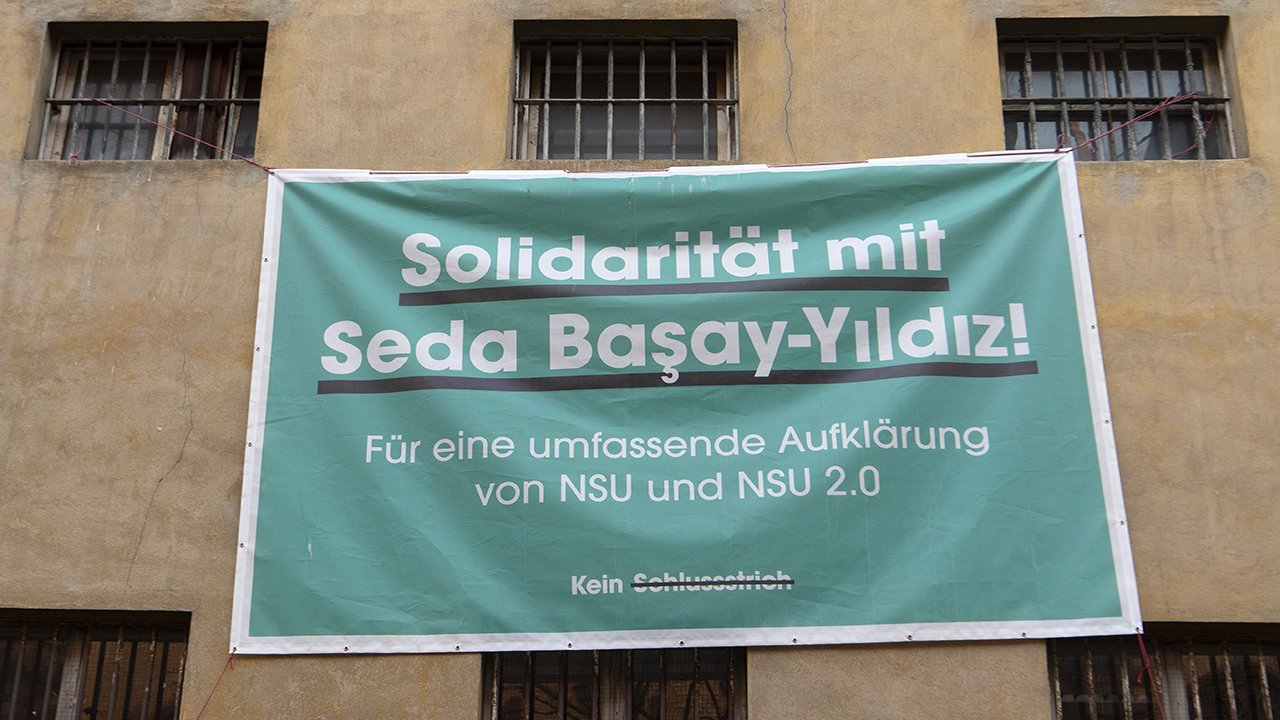 Solidarität mit
Seda Başay-Yıldız!
Für eine umfassende Aufklärung
von NSU und NSU 2.0
Kein Schlussstrich